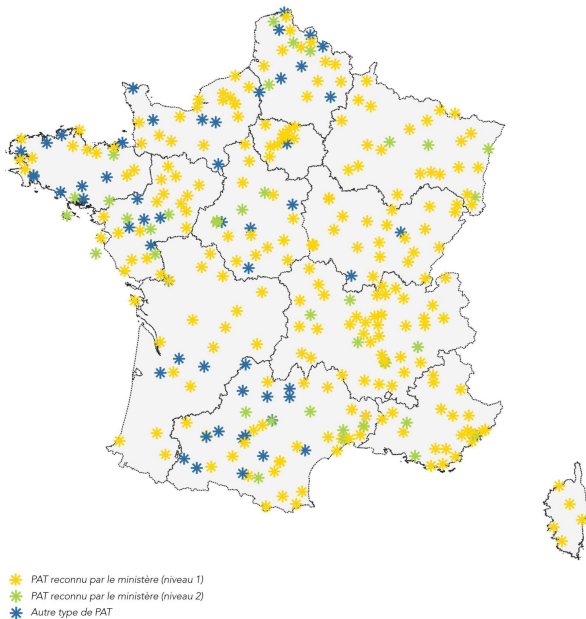 PAT reconnu par le ministère (niveau 1)
PAT reconnu par le ministère (niveau 2)
Autre type de PAT